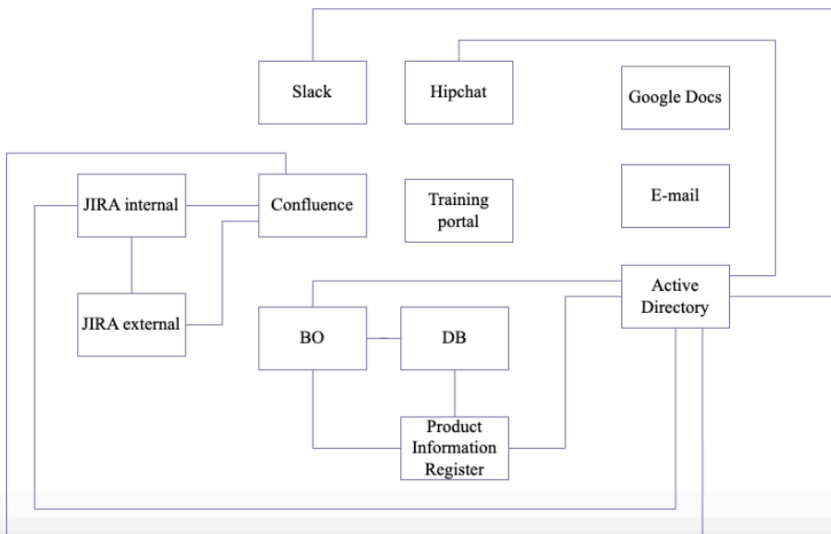 Slack
Hipchat
Google Docs
JIRA internal
Confluence
Training
portal
E-mail
Active
Directory
JIRA external
BO
DB
Product
Information
Register